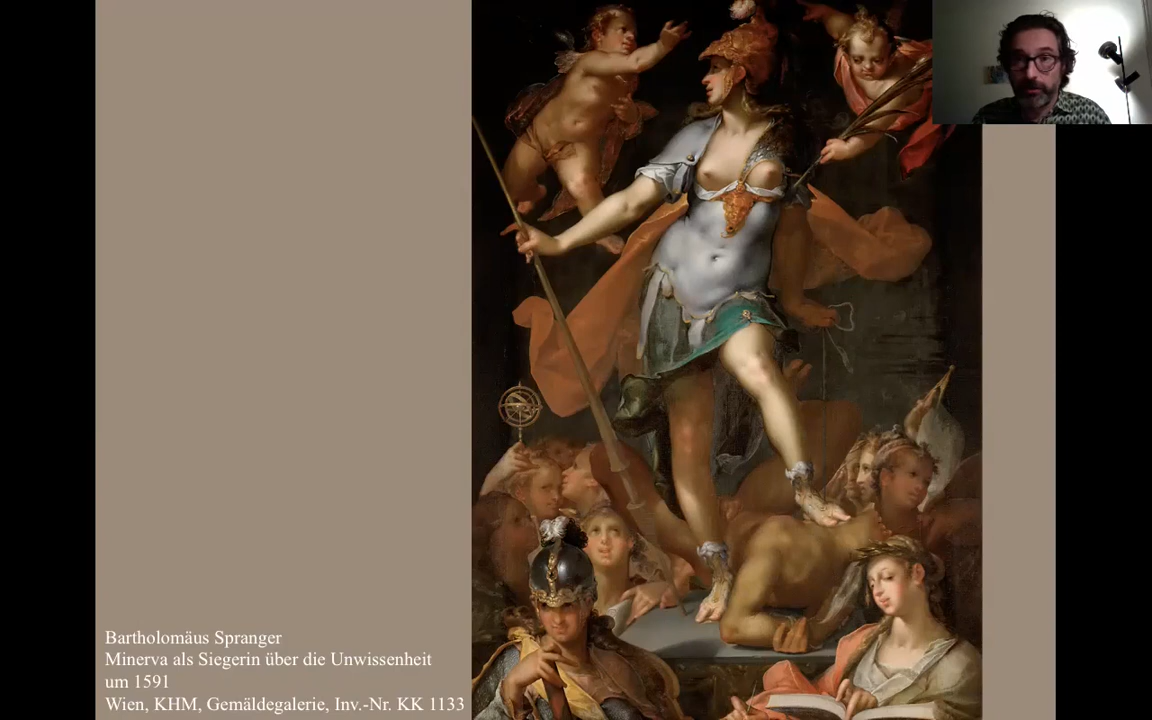 Bartholomäus Spranger
Minerva als Siegerin über die Unwissenheit
um 1591
Wien, KHM, Gemäldegalerie, Inv.-Nr. KK 1133